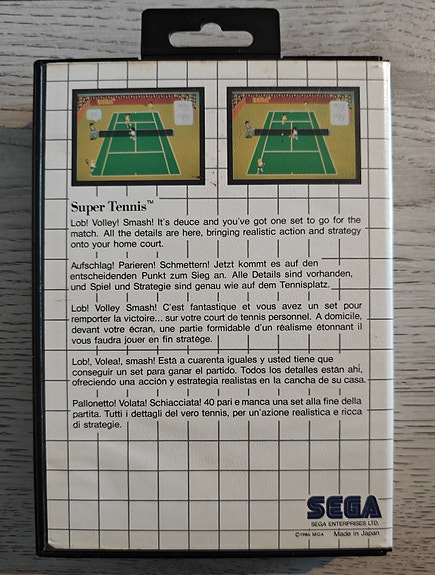 Super Tennis™
Lob! Volley! Smash! It's deuce and you've got one set to go for the
match. All the details are here, bringing realistic action and strategy
onto your home court.
Aufschlag! Parieren! Schmettern! Jetzt kommt es auf den
entscheidenden Punkt zum Sieg an. Alle Details sind vorhanden,
und Spiel und Strategie sind genau wie auf dem Tennisplatz.
Lob! Volley Smash! C'est fantastique et vous avez un set pour
remporter la victoire... sur votre court de tennis personnel. A domicile,
devant votre écran, une partie formidable d'un réalisme étonnant il
vous faudra jouer en fin stratège.
Lob!, Volea!, smash! Está a cuarenta iguales y usted tiene que
conseguir un set para ganar el partido. Todos los detalles están ahí,
ofreciendo una acción y estrategia realistas en la cancha de su casa.
Pallonetto! Volata! Schiacciata! 40 pari e manca una set alla fine della
partita. Tutti i dettagli del vero tennis, per un'azione realistica e ricca
di strategie.
SEGA
SEGA ENTERPRISES LTD.
©1986 SEGA Made in Japan